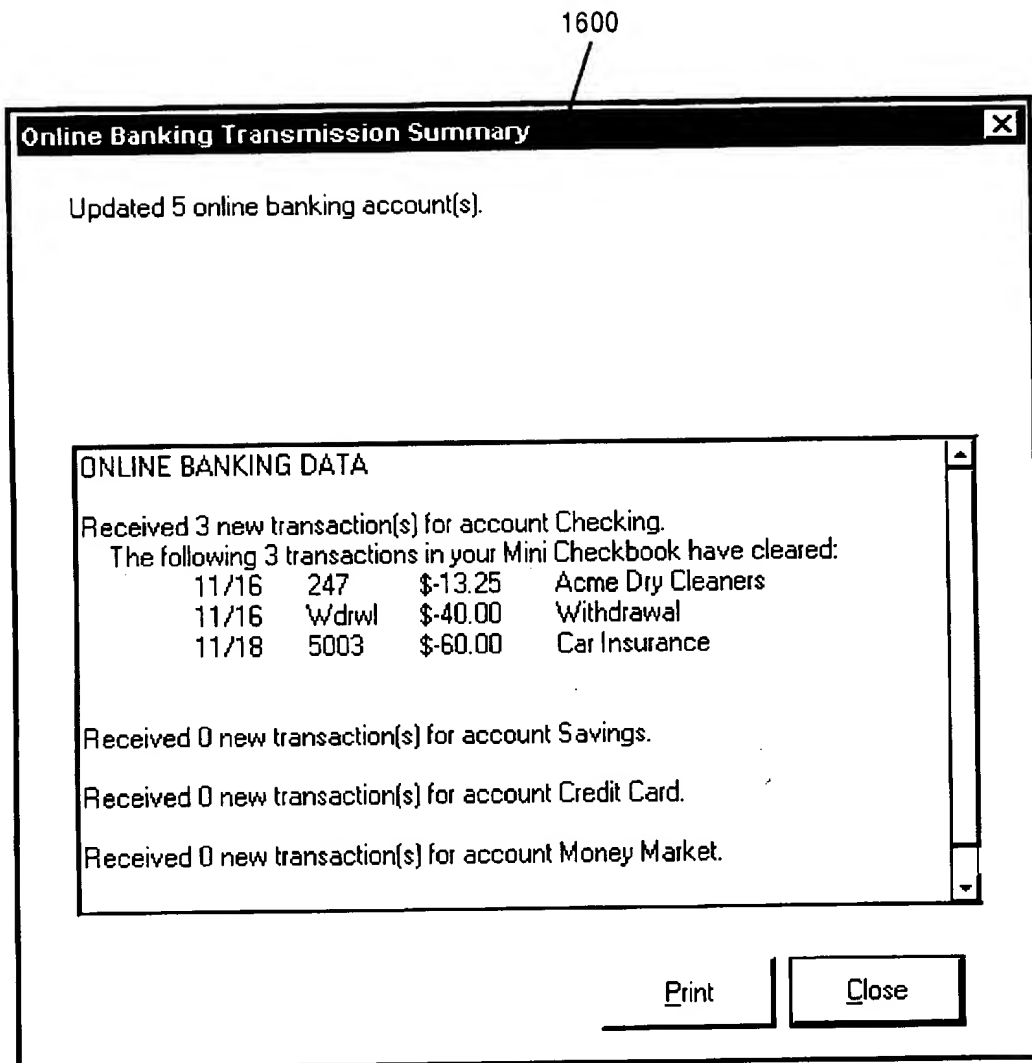 1600
Online Banking Transmission Summary
Updated 5 online banking account(s).
ONLINE BANKING DATA
Received 3 new transaction(s) for account Checking.
The following 3 transactions in your Mini Checkbook have cleared:
11/16 247 $-13.25 Acme Dry Cleaners
11/16 Wdrwl $-40.00 Withdrawal
11/18 5003 $-60.00 Car Insurance
Received 0 new transaction(s) for account Savings.
Received 0 new transaction(s) for account Credit Card.
Received 0 new transaction(s) for account Money Market.
Print Close